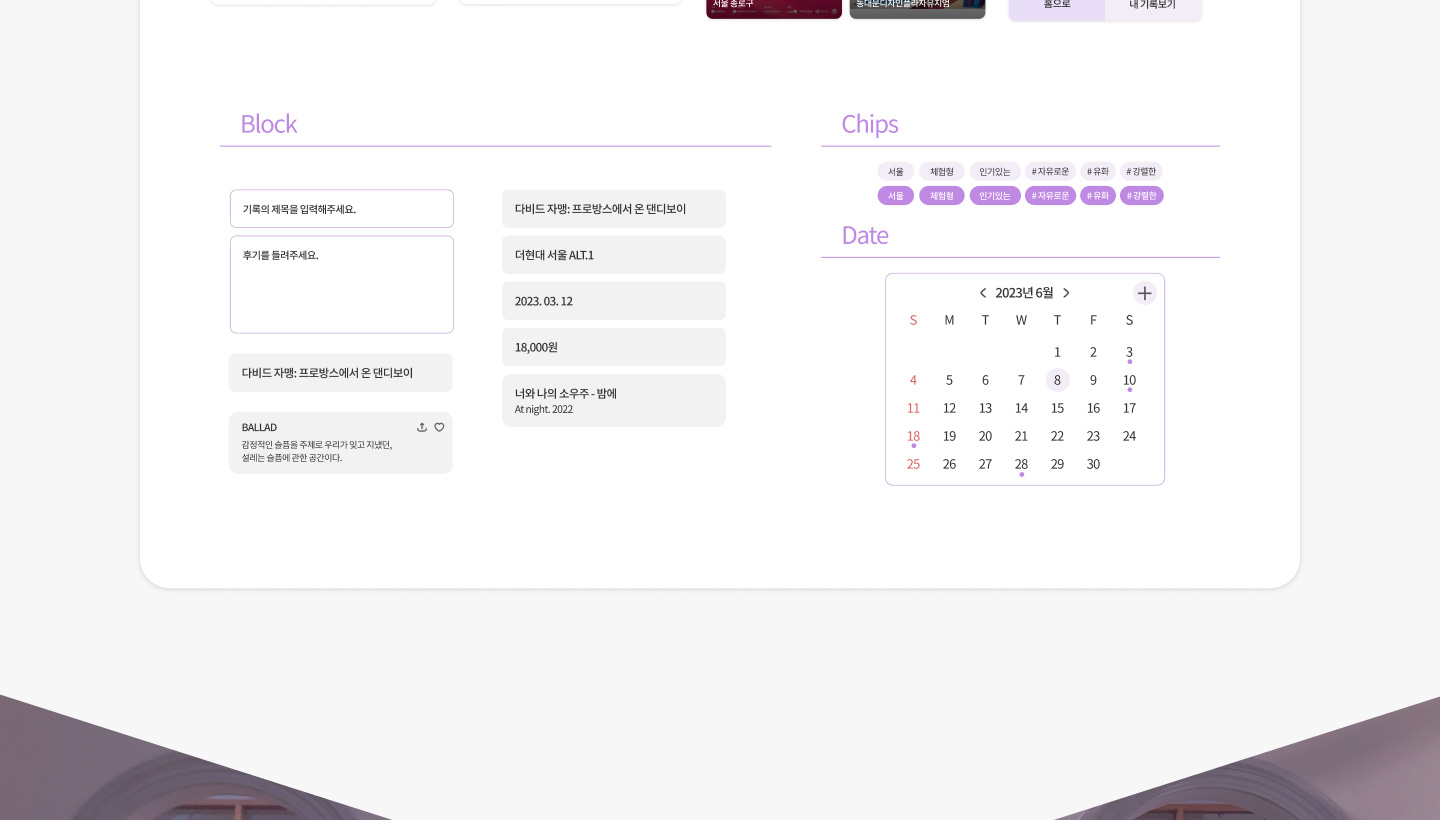 서울 종로구
동대문디자인플라자뮤지엄
홈으로
내 기록보기
Block
기록의 제목을 입력해주세요.
후기를 들려주세요.
다비드 자맹: 프로방스에서 온 댄디보이
BALLAD
감정적인 슬픔을 주제로 우리가 잊고 지냈던,
설레는 슬픔에 관한 공간이다.
다비드 자맹: 프로방스에서 온 댄디보이
더현대 서울 ALT.1
2023. 03. 12
18,000원
너와 나의 소우주 - 밤에
At night. 2022
Chips
서울 체험형 인기있는 # 자유로운 # 유화 # 강렬한
서울 체험형 인기있는 # 자유로운 # 유화 # 강렬한
Date
2023년 6월
S M T W T F S
1 2 3
4 5 6 7 8 9 10
11 12 13 14 15 16 17
18 19 20 21 22 23 24
25 26 27 28 29 30